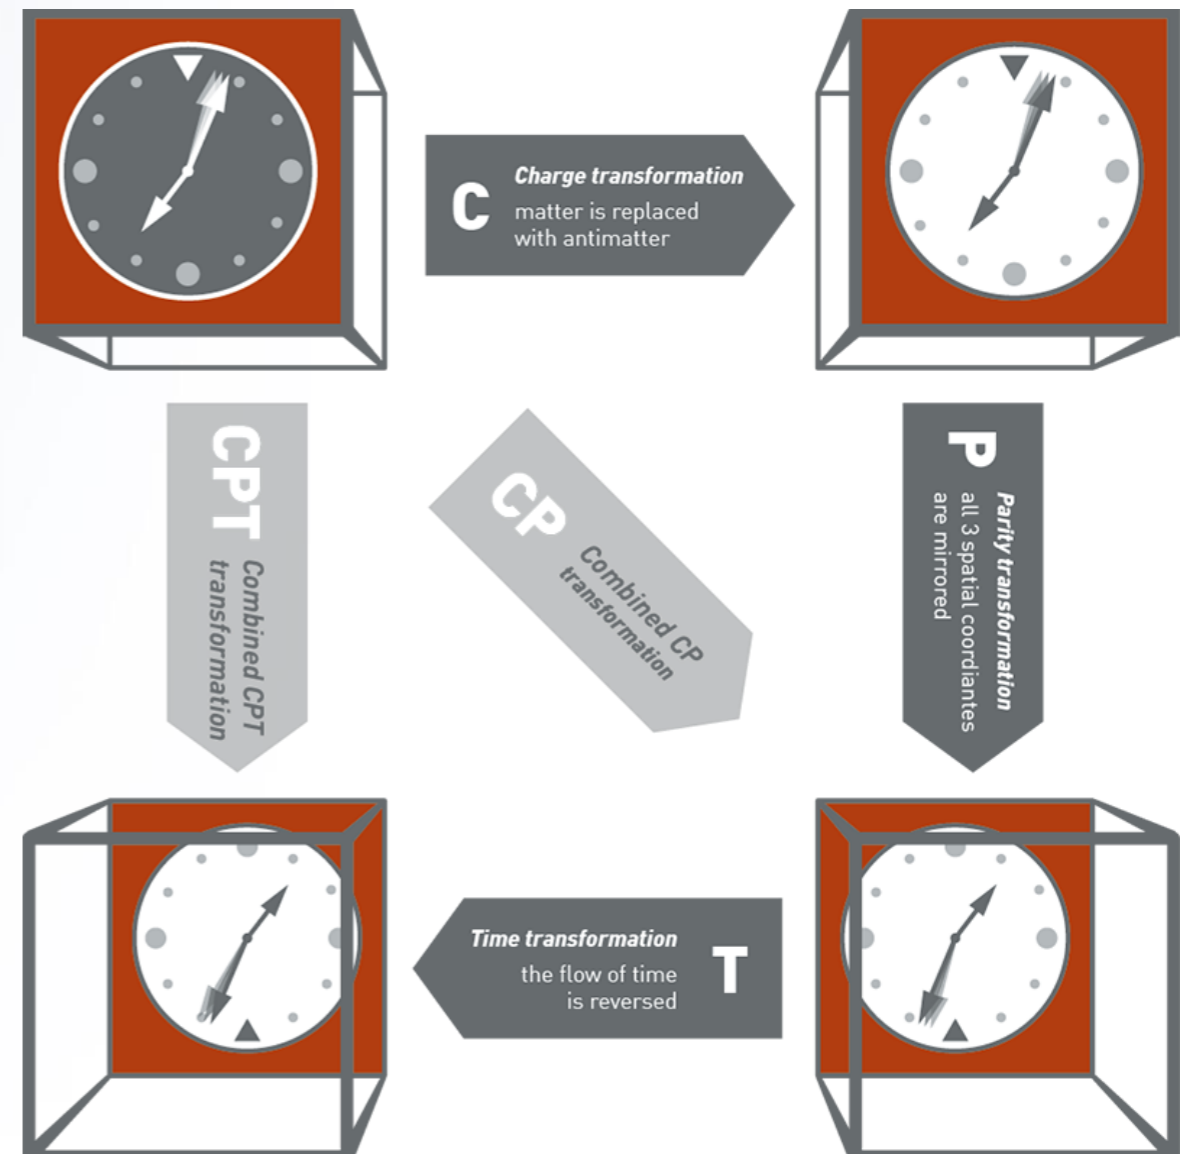 C
Charge transformation
matter is replaced
with antimatter
CPT
Combined CPT
transformation
CP
Combined CP
transformation
P
Parity transformation
all 3 spatial coordiantes
are mirrored
Time transformation
the flow of time
is reversed
T